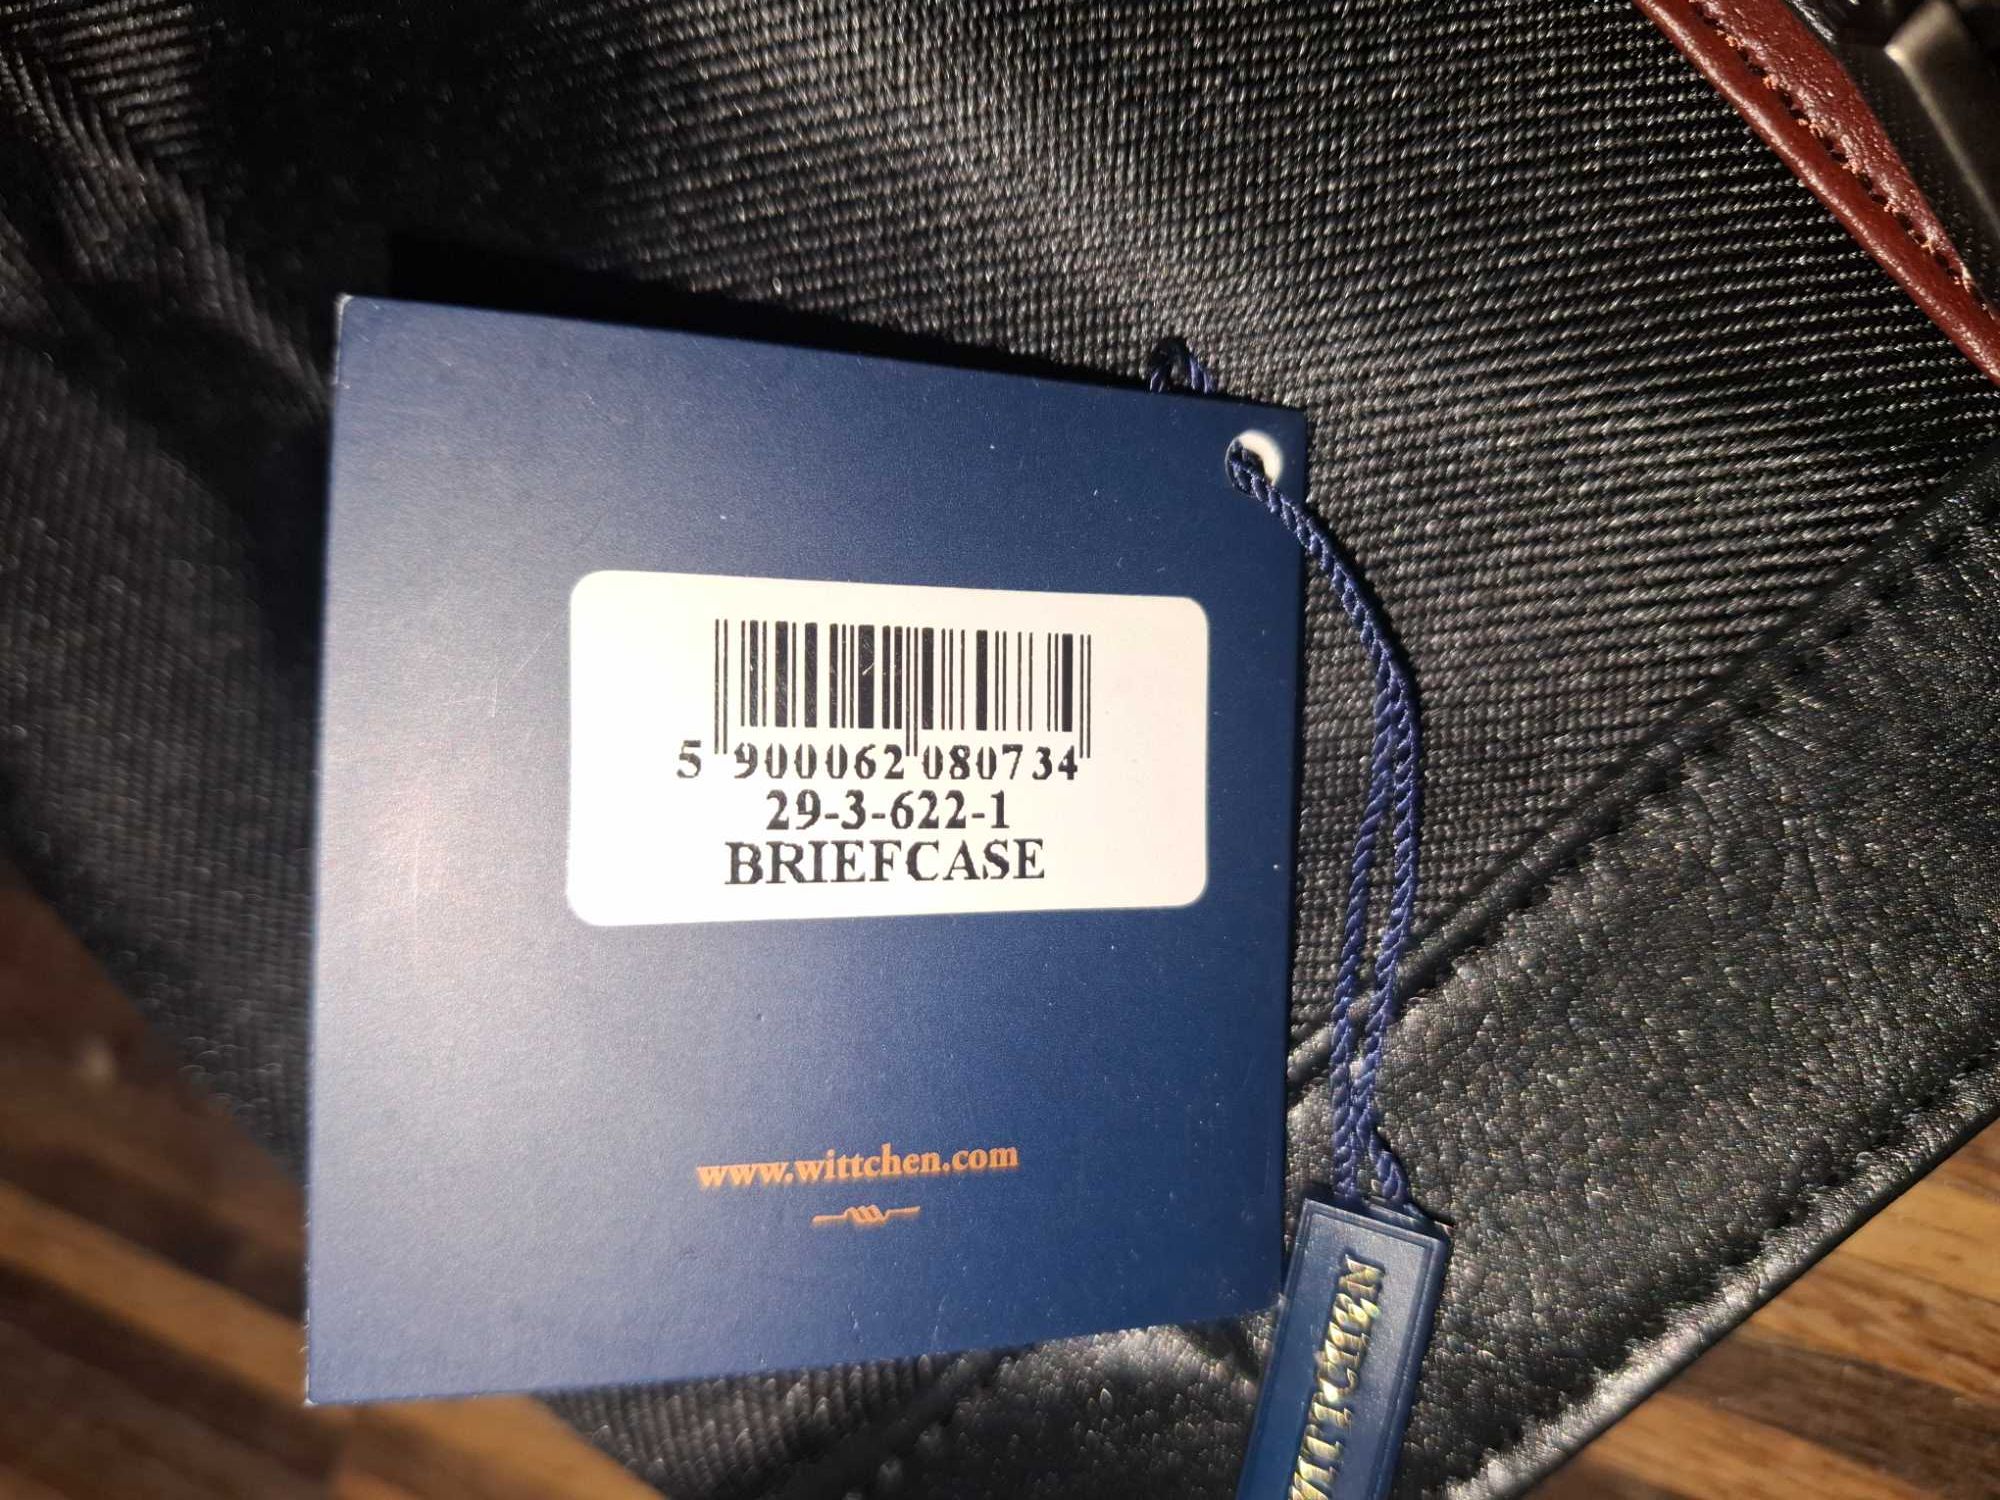 5 900062 080734
29-3-622-1
BRIEFCASE
www.wittchen.com
WITTCHEN